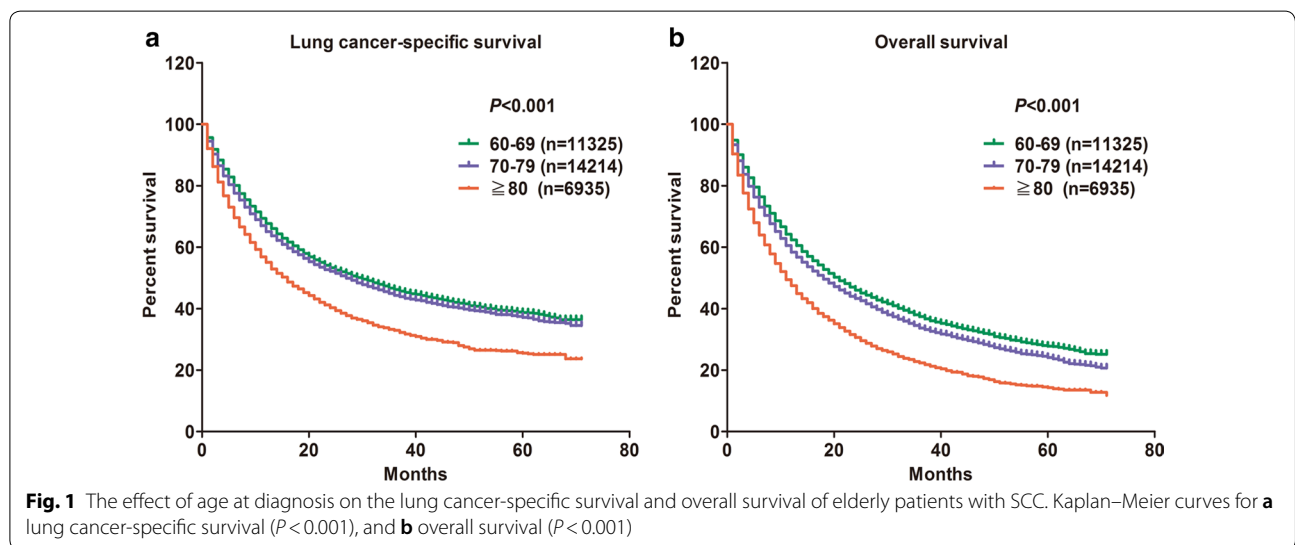 a
Lung cancer-specific survival
120
100
80
60
40
20
0
Percent survival
P<0.001
60-69 (n=11325)
70-79 (n=14214)
≧80 (n=6935)
0 20 40 60 80
Months
b
Overall survival
120
100
80
60
40
20
0
Percent survival
P<0.001
60-69 (n=11325)
70-79 (n=14214)
≧80 (n=6935)
0 20 40 60 80
Months
Fig. 1 The effect of age at diagnosis on the lung cancer-specific survival and overall survival of elderly patients with SCC. Kaplan–Meier curves for a
lung cancer-specific survival (P < 0.001), and b overall survival (P < 0.001)